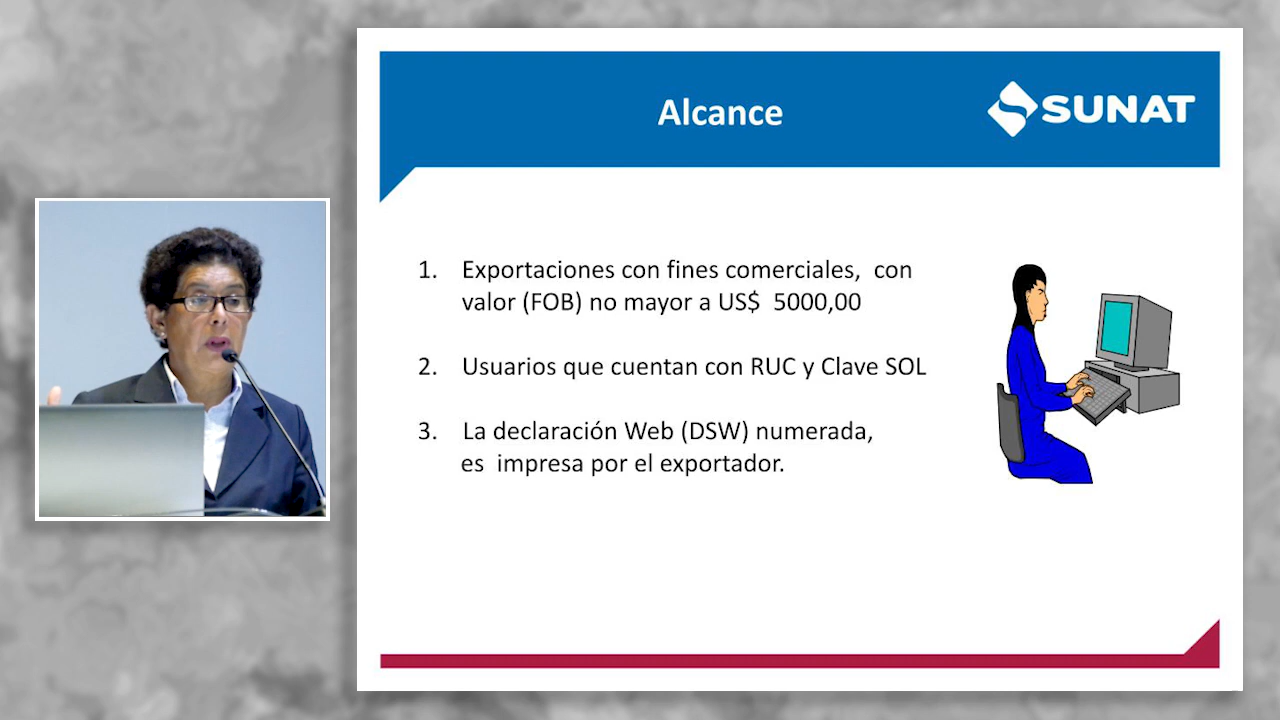 Alcance
SUNAT
1. Exportaciones con fines comerciales, con
valor (FOB) no mayor a US$ 5000,00
2. Usuarios que cuentan con RUC y Clave SOL
3. La declaración Web (DSW) numerada,
es impresa por el exportador.